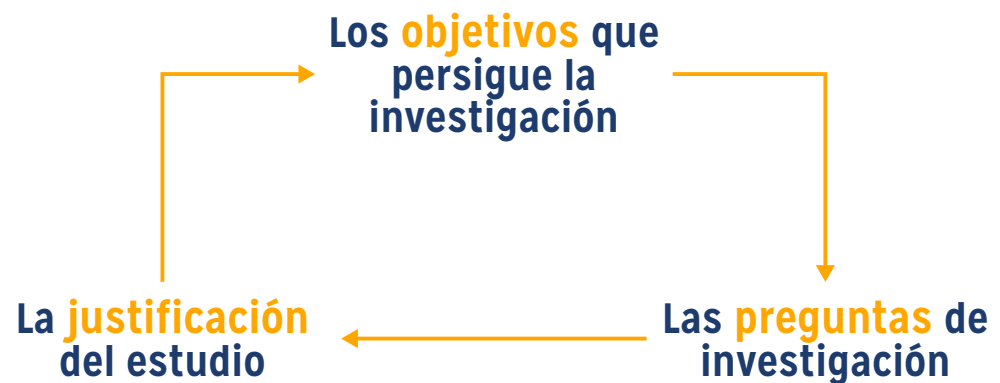 Los objetivos que
persigue la
investigación
La justificación
del estudio
Las preguntas de
investigación